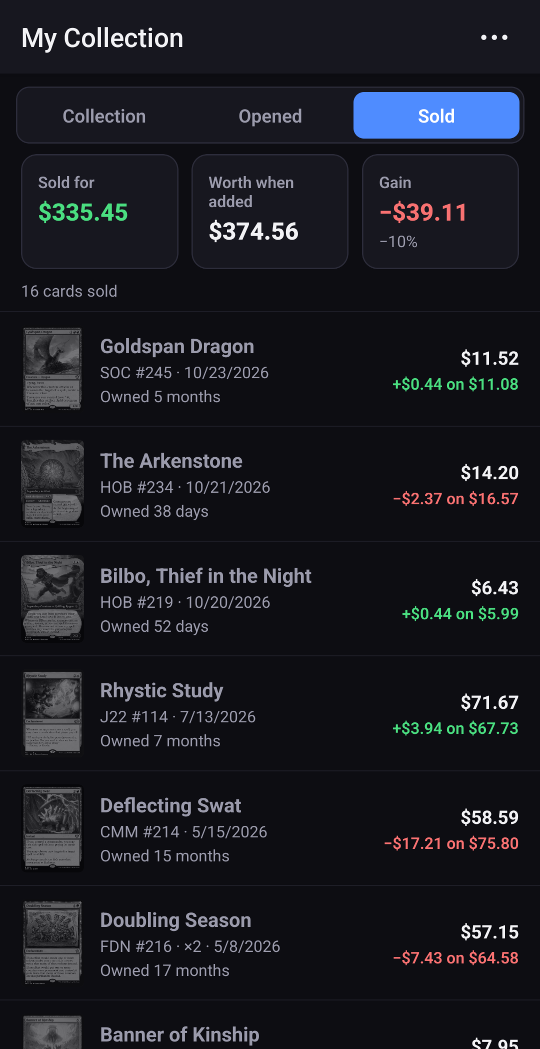 My Collection
Collection
Opened
Sold
Sold for
$335.45
Worth when
added
$374.56
Gain
−$39.11
−10%
16 cards sold
Goldspan Dragon
SOC #245 · 10/23/2026
Owned 5 months
$11.52
+$0.44 on $11.08
The Arkenstone
HOB #234 · 10/21/2026
Owned 38 days
$14.20
−$2.37 on $16.57
Bilbo, Thief in the Night
HOB #219 · 10/20/2026
Owned 52 days
$6.43
+$0.44 on $5.99
Rhystic Study
J22 #114 · 7/13/2026
Owned 7 months
$71.67
+$3.94 on $67.73
Deflecting Swat
CMM #214 · 5/15/2026
Owned 15 months
$58.59
−$17.21 on $75.80
Doubling Season
FDN #216 · ×2 · 5/8/2026
Owned 17 months
$57.15
−$7.43 on $64.58
Banner of Kinship
$7.95